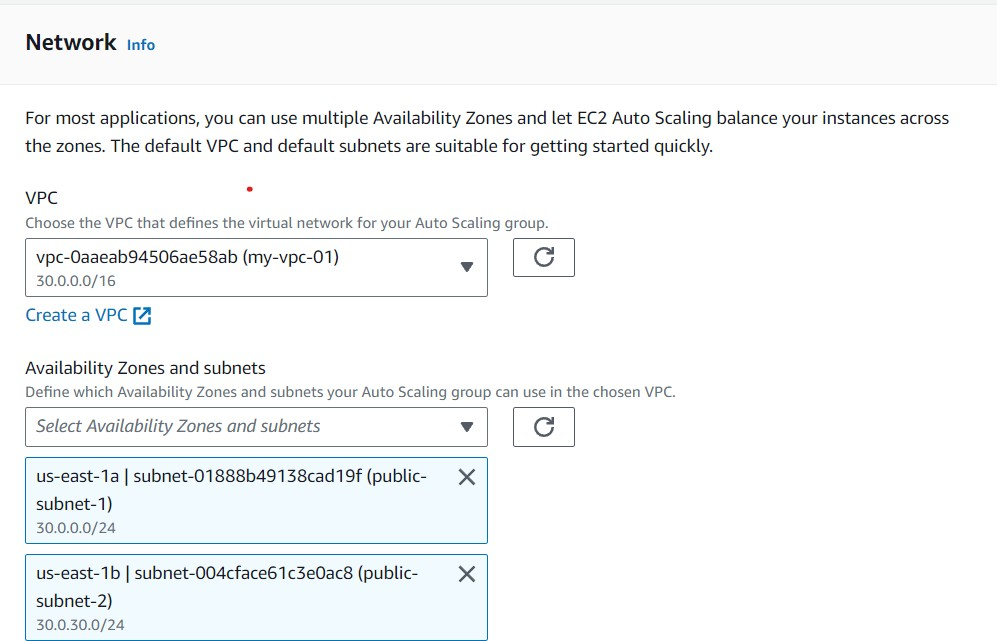 Network Info
For most applications, you can use multiple Availability Zones and let EC2 Auto Scaling balance your instances across
the zones. The default VPC and default subnets are suitable for getting started quickly.
VPC
Choose the VPC that defines the virtual network for your Auto Scaling group.
vpc-0aaeab94506ae58ab (my-vpc-01)
30.0.0.0/16
Create a VPC
Availability Zones and subnets
Define which Availability Zones and subnets your Auto Scaling group can use in the chosen VPC.
Select Availability Zones and subnets
us-east-1a | subnet-01888b49138cad19f (public-
subnet-1)
30.0.0.0/24
us-east-1b | subnet-004cface61c3e0ac8 (public-
subnet-2)
30.0.30.0/24